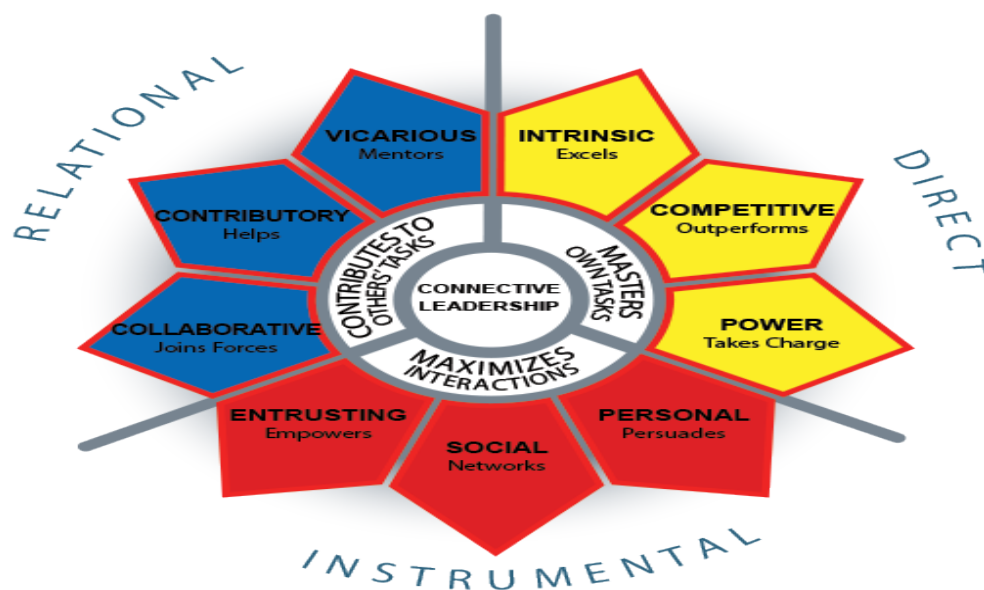 RELATIONAL
DIRECT
INSTRUMENTAL
VICARIOUS
Mentors
INTRINSIC
Excels
CONTRIBUTORY
Helps
COMPETITIVE
Outperforms
COLLABORATIVE
Joins Forces
POWER
Takes Charge
ENTRUSTING
Empowers
SOCIAL
Networks
PERSONAL
Persuades
CONTRIBUTES TO
OTHERS' TASKS
MASTERS
OWN TASKS
MAXIMIZES
INTERACTIONS
CONNECTIVE
LEADERSHIP